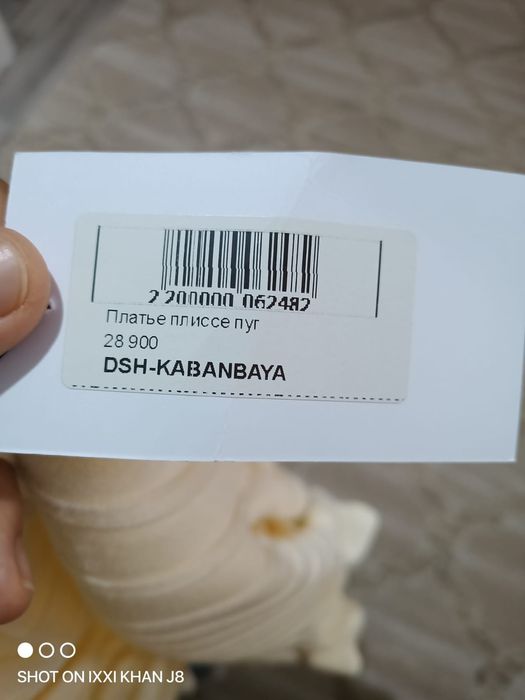 2 200000 062482
Платье плиссе пуг
28 900
DSH-KABANBAYA
SHOT ON IXXI KHAN J8